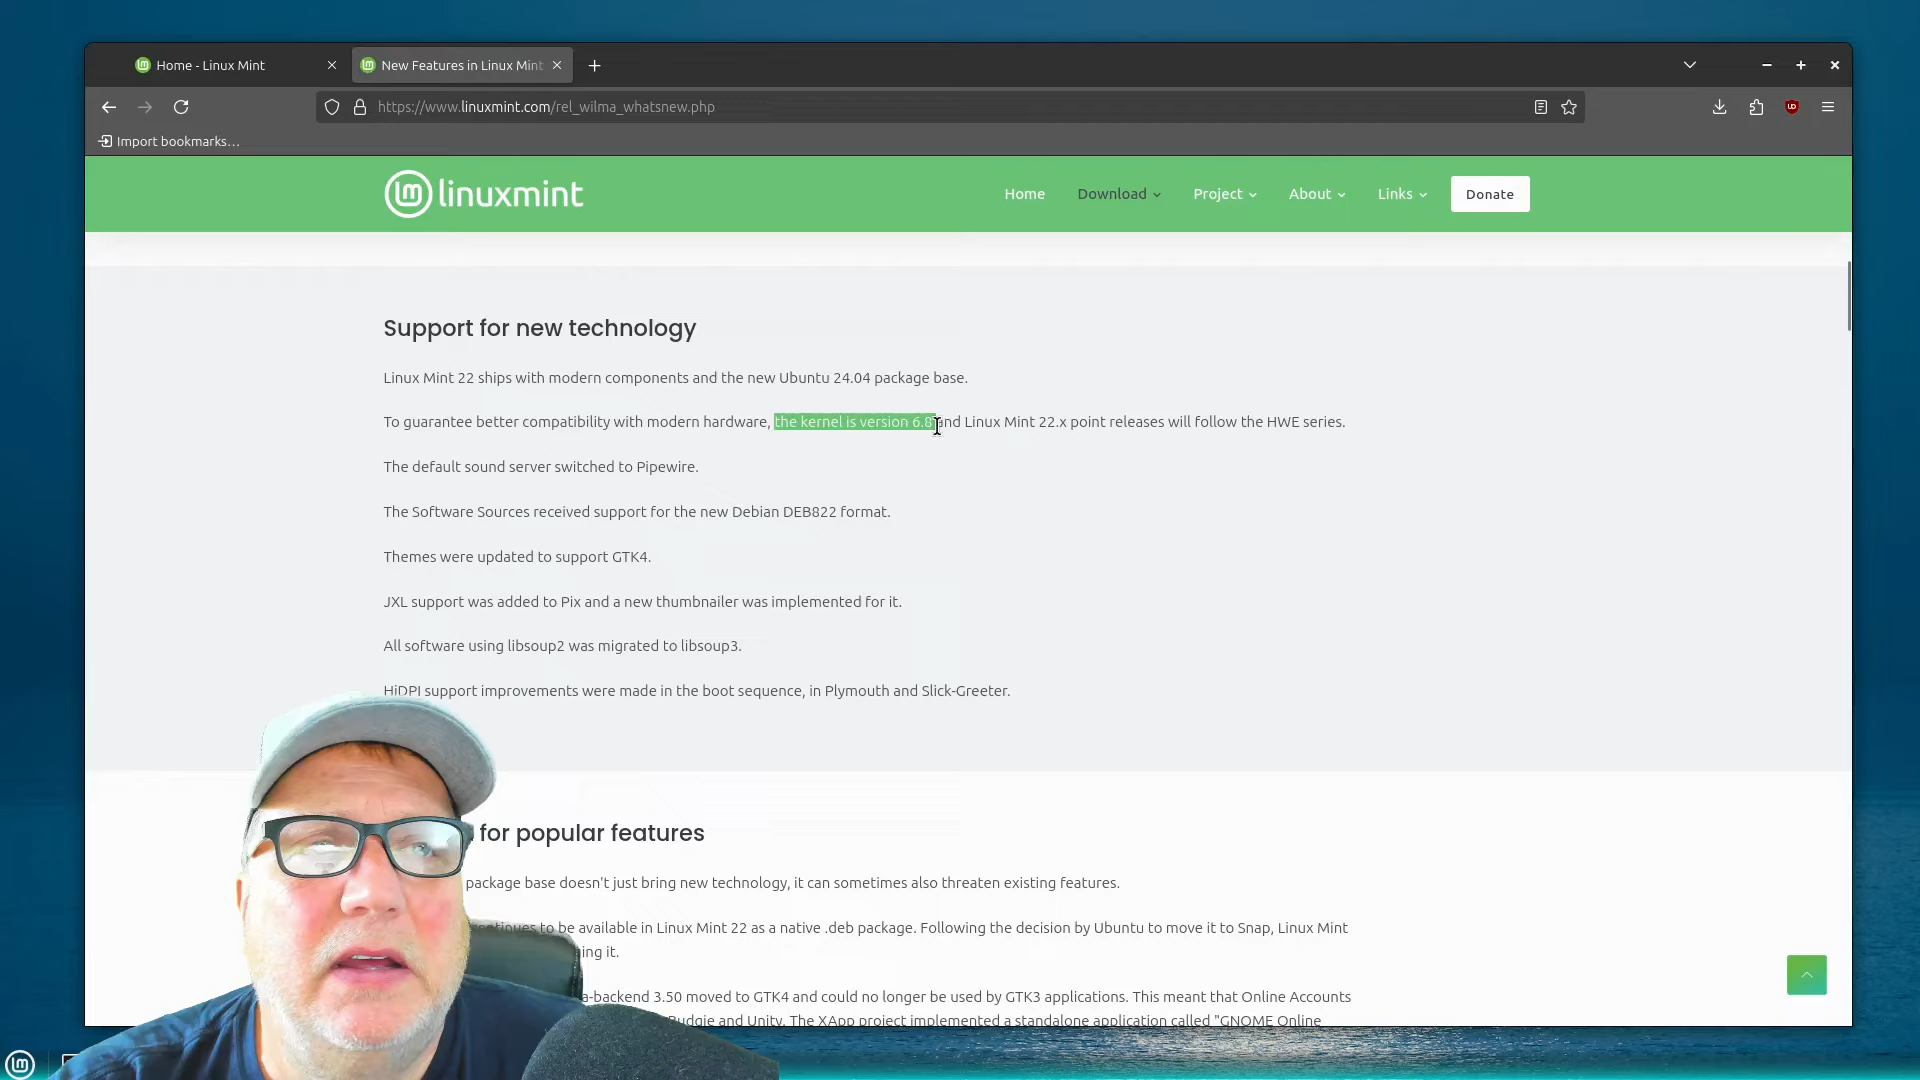 Home - Linux Mint
New Features in Linux Mint
https://www.linuxmint.com/rel_wilma_whatsnew.php
Import bookmarks…
linuxmint
Home
Download
Project
About
Links
Donate
Support for new technology
Linux Mint 22 ships with modern components and the new Ubuntu 24.04 package base.
To guarantee better compatibility with modern hardware, the kernel is version 6.8 and Linux Mint 22.x point releases will follow the HWE series.
The default sound server switched to Pipewire.
The Software Sources received support for the new Debian DEB822 format.
Themes were updated to support GTK4.
JXL support was added to Pix and a new thumbnailer was implemented for it.
All software using libsoup2 was migrated to libsoup3.
HiDPI support improvements were made in the boot sequence, in Plymouth and Slick-Greeter.
for popular features
package base doesn't just bring new technology, it can sometimes also threaten existing features.
to be available in Linux Mint 22 as a native .deb package. Following the decision by Ubuntu to move it to Snap, Linux Mint
it.
a-backend 3.50 moved to GTK4 and could no longer be used by GTK3 applications. This meant that Online Accounts
Budgie and Unity. The XApp project implemented a standalone application called "GNOME Online